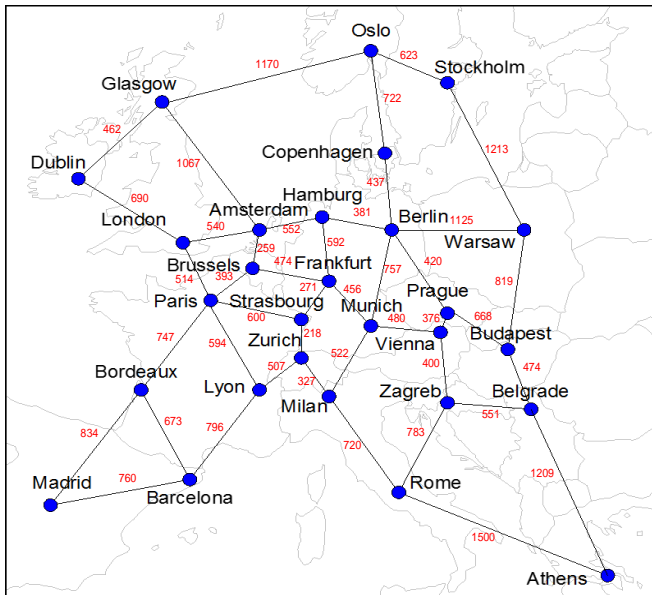 Oslo
623
Stockholm
1170
Glasgow
722
462
Copenhagen
1213
Dublin
1067
437
Hamburg
690
Amsterdam
381
Berlin
1125
London
540
552
Warsaw
259
592
Brussels
474
Frankfurt
757
420
514
393
271
456
819
Paris
Strasbourg
Munich
Prague
600
218
480
376
668
Vienna
Budapest
747
594
Zurich
522
400
474
507
327
Bordeaux
Lyon
Milan
Zagreb
Belgrade
551
834
673
796
783
720
760
1209
Madrid
Barcelona
Rome
1500
Athens